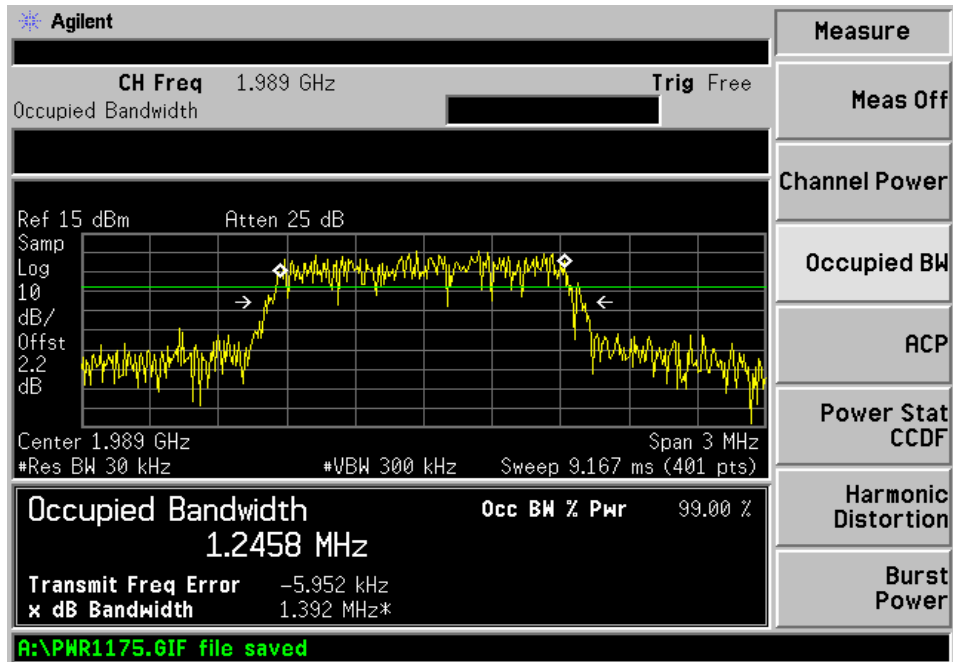 Agilent
Measure
CH Freq 1.989 GHz Trig Free
Occupied Bandwidth
Meas Off
Channel Power
Ref 15 dBm Atten 25 dB
Samp
Log
10
dB/
Offst
2.2
dB
Occupied BW
ACP
Power Stat
CCDF
Center 1.989 GHz Span 3 MHz
#Res BW 30 kHz #VBW 300 kHz Sweep 9.167 ms (401 pts)
Occupied Bandwidth Occ BW % Pwr 99.00 %
1.2458 MHz
Transmit Freq Error -5.952 kHz
x dB Bandwidth 1.392 MHz*
Harmonic
Distortion
Burst
Power
A:\PWR1175.GIF file saved